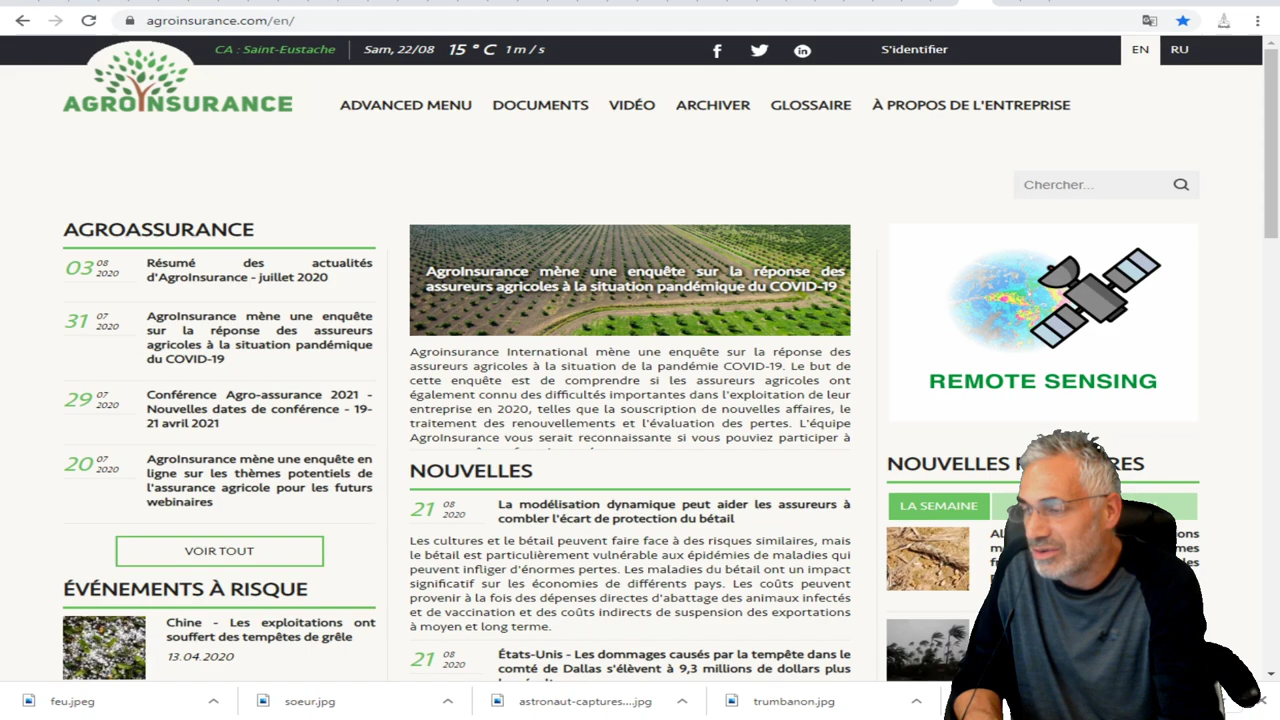 agroinsurance.com/en/
CA : Saint-Eustache
Sam, 22/08
15 ° C
1 m / s
S'identifier
EN
RU
AGROINSURANCE
ADVANCED MENU
DOCUMENTS
VIDÉO
ARCHIVER
GLOSSAIRE
À PROPOS DE L'ENTREPRISE
Chercher...
AGROASSURANCE
03 08 2020
Résumé des actualités
d'AgroInsurance - juillet 2020
31 07 2020
AgroInsurance mène une enquête
sur la réponse des assureurs
agricoles à la situation pandémique
du COVID-19
29 07 2020
Conférence Agro-assurance 2021 -
Nouvelles dates de conférence - 19-
21 avril 2021
20 07 2020
AgroInsurance mène une enquête en
ligne sur les thèmes potentiels de
l'assurance agricole pour les futurs
webinaires
VOIR TOUT
ÉVÉNEMENTS À RISQUE
Chine - Les exploitations ont
souffert des tempêtes de grêle
13.04.2020
AgroInsurance mène une enquête sur la réponse des
assureurs agricoles à la situation pandémique du COVID-19
Agroinsurance International mène une enquête sur la réponse des
assureurs agricoles à la situation de la pandémie COVID-19. Le but de
cette enquête est de comprendre si les assureurs agricoles ont
également connu des difficultés importantes dans l'exploitation de leur
entreprise en 2020, telles que la souscription de nouvelles affaires, le
traitement des renouvellements et l'évaluation des pertes. L'équipe
AgroInsurance vous serait reconnaissante si vous pouviez participer à
NOUVELLES
21 08 2020
La modélisation dynamique peut aider les assureurs à
combler l'écart de protection du bétail
Les cultures et le bétail peuvent faire face à des risques similaires, mais
le bétail est particulièrement vulnérable aux épidémies de maladies qui
peuvent infliger d'énormes pertes. Les maladies du bétail ont un impact
significatif sur les économies de différents pays. Les coûts peuvent
provenir à la fois des dépenses directes d'abattage des animaux infectés
et de vaccination et des coûts indirects de suspension des exportations
à moyen et long terme.
21 08 2020
États-Unis - Les dommages causés par la tempête dans le
comté de Dallas s'élèvent à 9,3 millions de dollars plus
REMOTE SENSING
NOUVELLES
LA SEMAINE
feu.jpeg
soeur.jpg
astronaut-captures....jpg
trumbanon.jpg